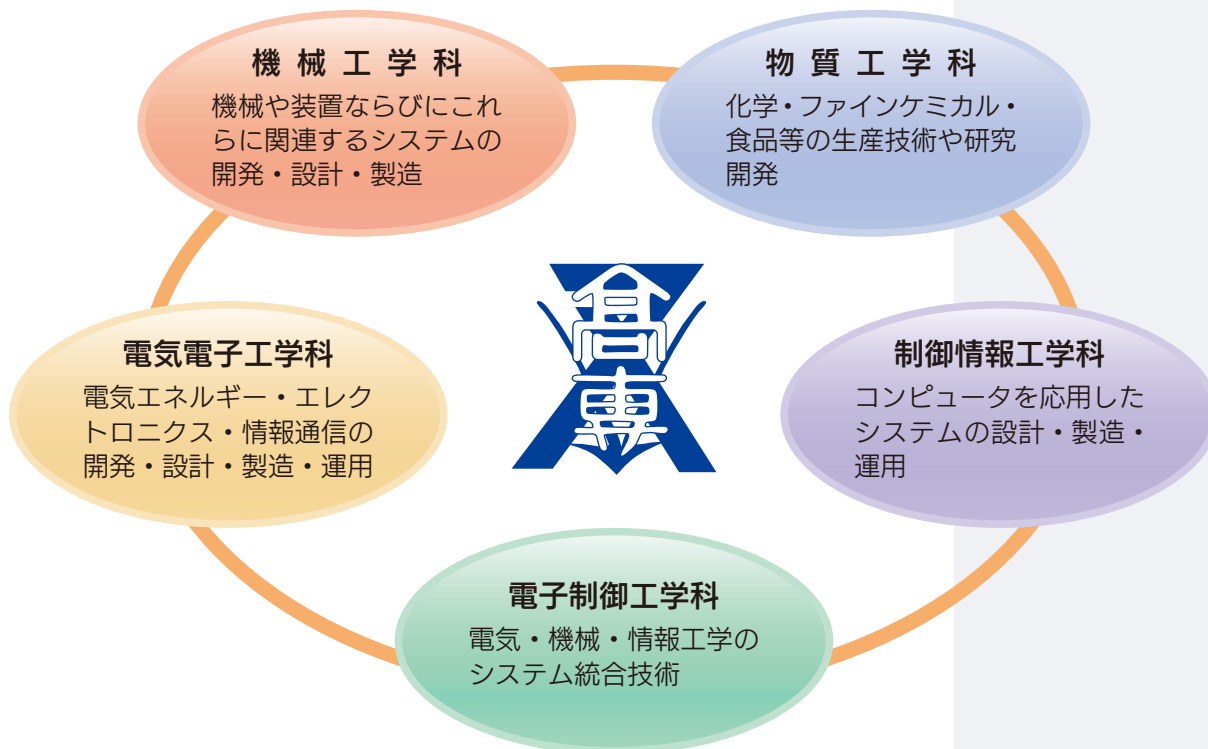 機械工学科
機械や装置ならびにこれ
らに関連するシステムの
開発・設計・製造
物質工学科
化学・ファインケミカル・
食品等の生産技術や研究
開発
高専
電気電子工学科
電気エネルギー・エレク
トロニクス・情報通信の
開発・設計・製造・運用
制御情報工学科
コンピュータを応用した
システムの設計・製造・
運用
電子制御工学科
電気・機械・情報工学の
システム統合技術